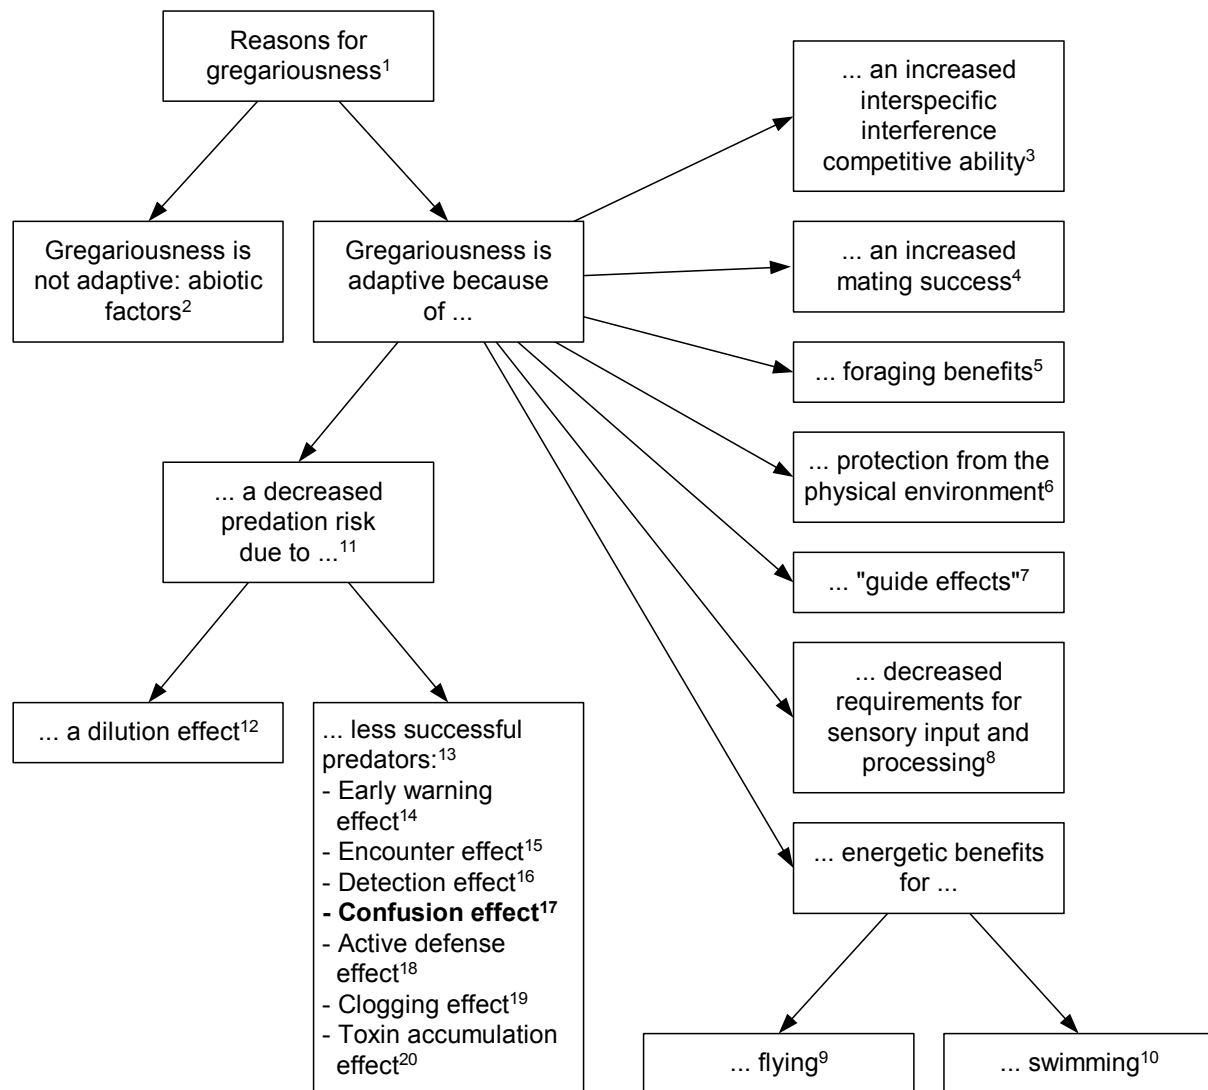 Reasons for
gregariousness¹
Gregariousness is
not adaptive: abiotic
factors²
Gregariousness is
adaptive because
of ...
... an increased
interspecific
interference
competitive ability³
... an increased
mating success⁴
... foraging benefits⁵
... protection from the
physical environment⁶
... "guide effects"⁷
... decreased
requirements for
sensory input and
processing⁸
... energetic benefits
for ...
... flying⁹
... swimming¹⁰
... a decreased
predation risk
due to ...¹¹
... a dilution effect¹²
... less successful
predators:¹³
- Early warning
effect¹⁴
- Encounter effect¹⁵
- Detection effect¹⁶
- Confusion effect¹⁷
- Active defense
effect¹⁸
- Clogging effect¹⁹
- Toxin accumulation
effect²⁰